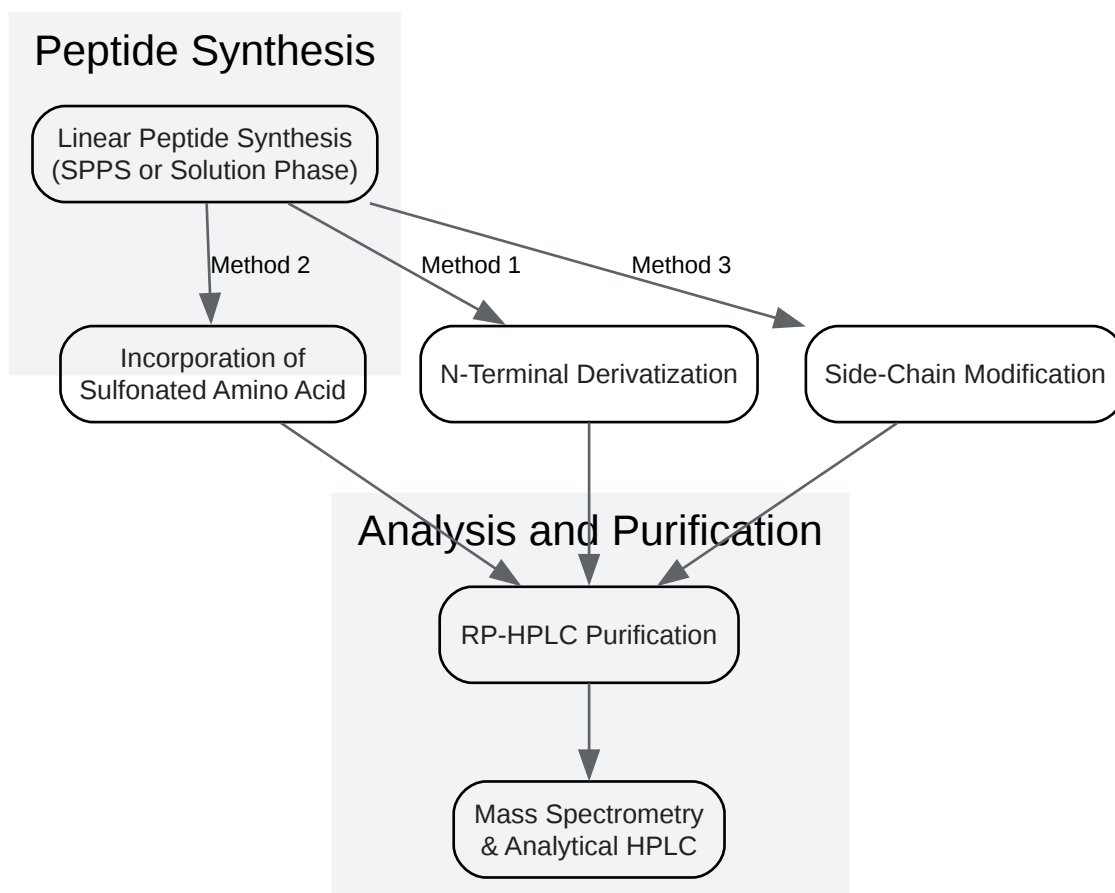 Peptide Synthesis
Linear Peptide Synthesis
(SPPS or Solution Phase)
Method 2
Method 1
Method 3
Incorporation of
Sulfonated Amino Acid
N-Terminal Derivatization
Side-Chain Modification
Analysis and Purification
RP-HPLC Purification
Mass Spectrometry
& Analytical HPLC